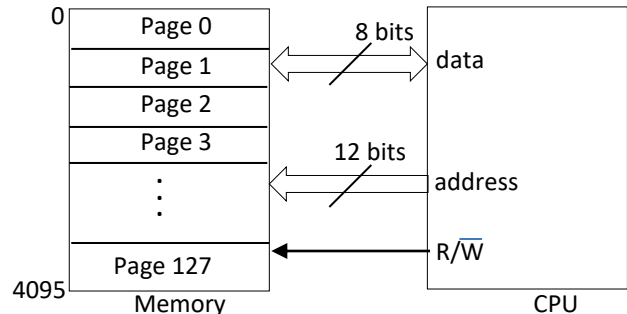 0
Page 0
8 bits
Page 1
data
Page 2
Page 3
12 bits
address
R/W̅
Page 127
4095
Memory
CPU